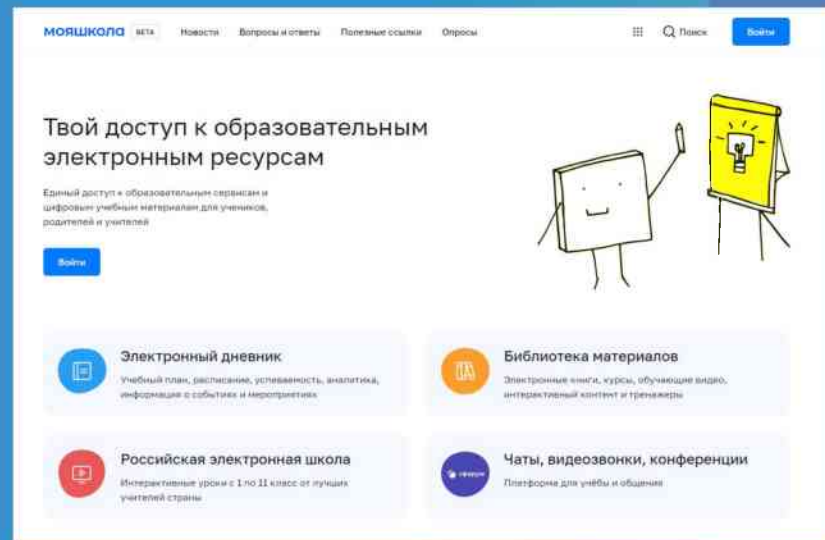 МОЯШКОЛА BETA Новости Вопросы и ответы Полезные ссылки Опросы Поиск Войти
Твой доступ к образовательным
электронным ресурсам
Единый доступ к образовательным сервисам и
цифровым учебным материалам для учеников,
родителей и учителей
Войти
Электронный дневник
Учебный план, расписание, успеваемость, аналитика,
информация о событиях и мероприятиях
Библиотека материалов
Электронные книги, курсы, обучающие видео,
интерактивный контент и тренажеры
Российская электронная школа
Интерактивные уроки с 1 по 11 класс от лучших
учителей страны
сферум
Чаты, видеозвонки, конференции
Платформа для учёбы и общения